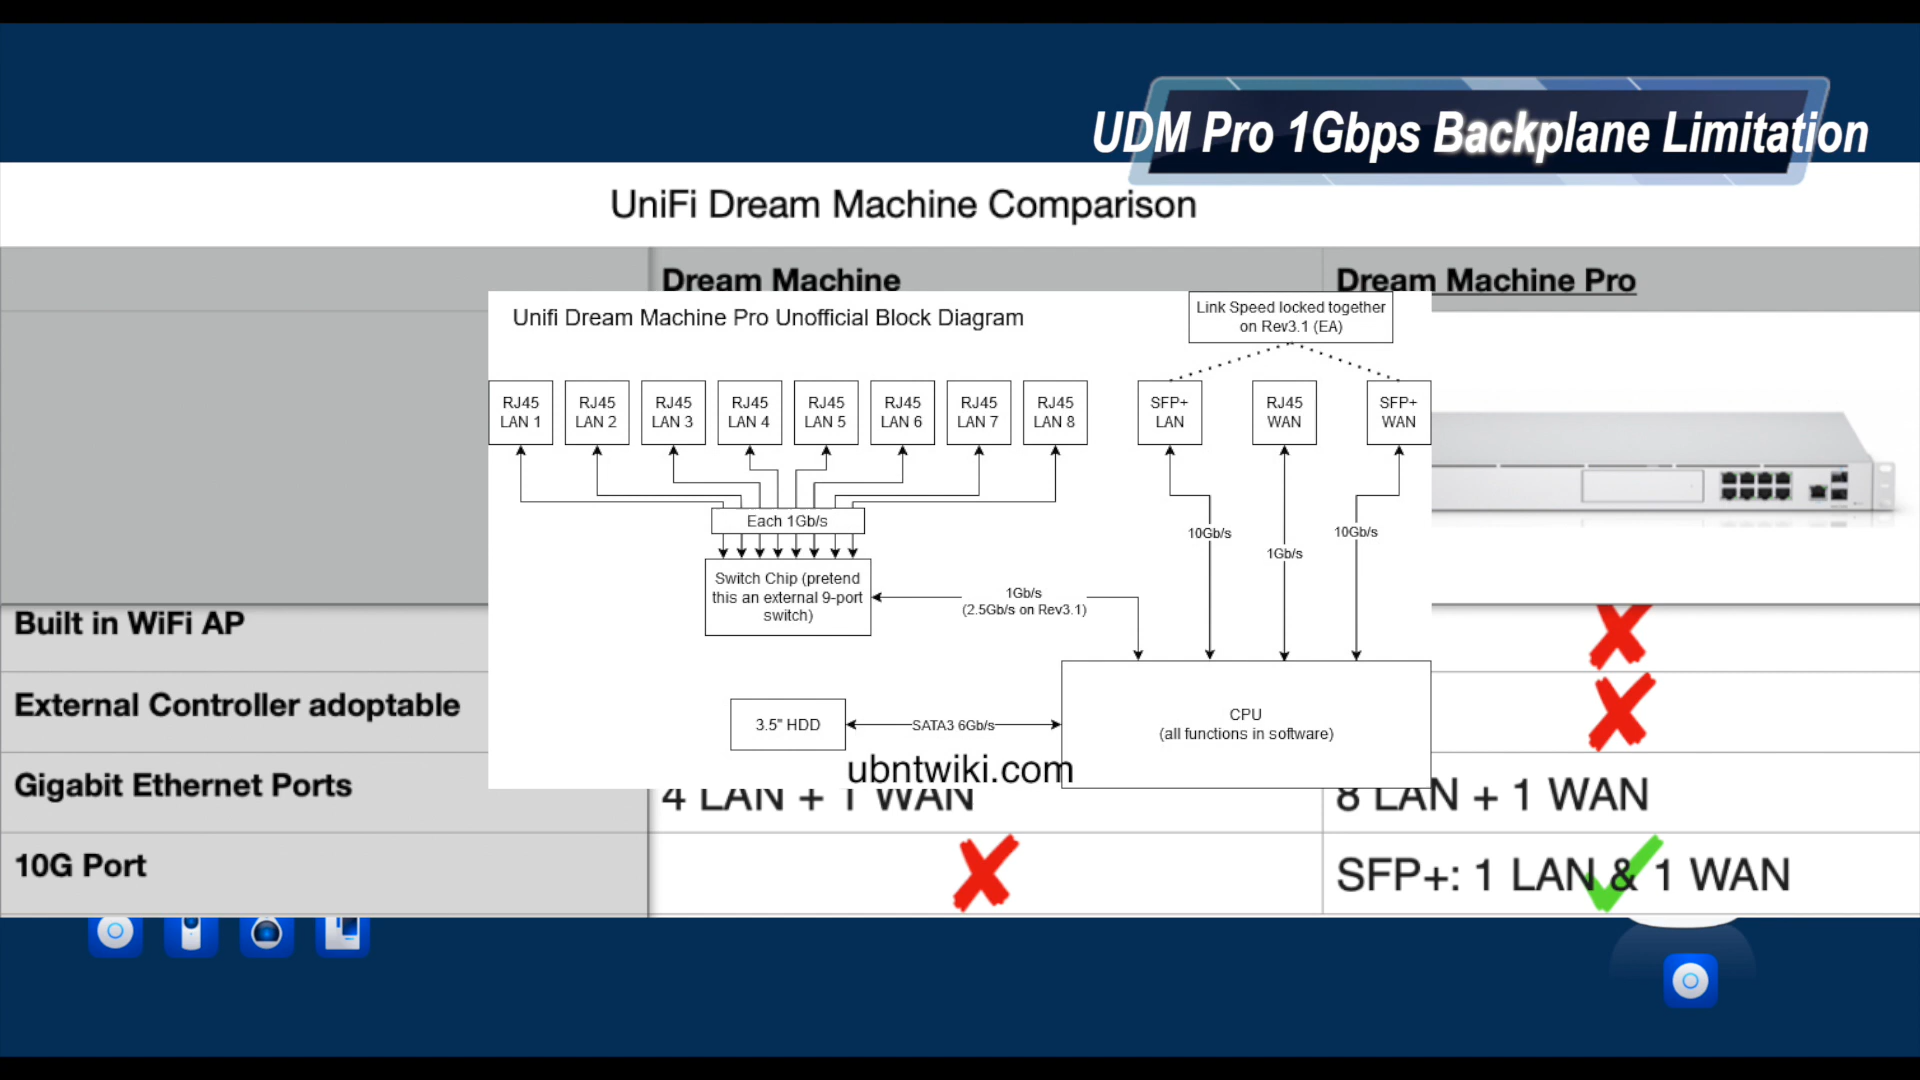 UDM Pro 1Gbps Backplane Limitation
UniFi Dream Machine Comparison
Dream Machine
Dream Machine Pro
Unifi Dream Machine Pro Unofficial Block Diagram
Link Speed locked together
on Rev3.1 (EA)
RJ45
LAN 1
RJ45
LAN 2
RJ45
LAN 3
RJ45
LAN 4
RJ45
LAN 5
RJ45
LAN 6
RJ45
LAN 7
RJ45
LAN 8
SFP+
LAN
RJ45
WAN
SFP+
WAN
Each 1Gb/s
10Gb/s
1Gb/s
10Gb/s
Switch Chip (pretend
this an external 9-port
switch)
1Gb/s
(2.5Gb/s on Rev3.1)
3.5" HDD
SATA3 6Gb/s
CPU
(all functions in software)
ubntwiki.com
Built in WiFi AP
External Controller adoptable
Gigabit Ethernet Ports
4 LAN + 1 WAN
8 LAN + 1 WAN
10G Port
SFP+: 1 LAN & 1 WAN